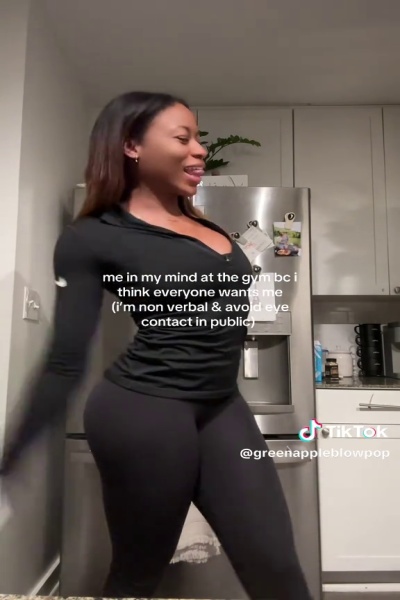 me in my mind at the gym bc i
think everyone wants me
(i'm non verbal & avoid eye
contact in public)
TikTok
@greenappleblowpop